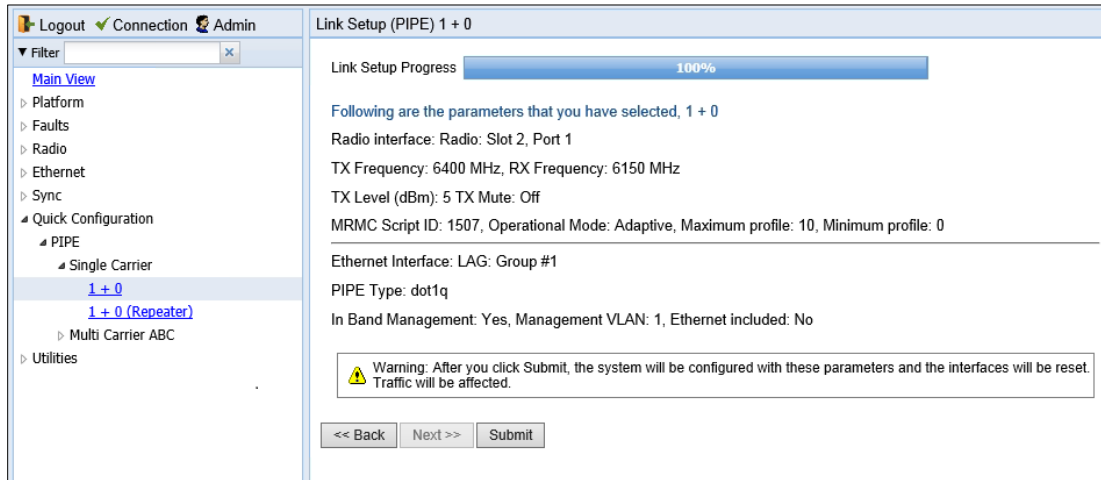 Logout Connection Admin
Filter
Main View
Platform
Faults
Radio
Ethernet
Sync
Quick Configuration
PIPE
Single Carrier
1 + 0
1 + 0 (Repeater)
Multi Carrier ABC
Utilities
Link Setup (PIPE) 1 + 0
Link Setup Progress 100%
Following are the parameters that you have selected, 1 + 0
Radio interface: Radio: Slot 2, Port 1
TX Frequency: 6400 MHz, RX Frequency: 6150 MHz
TX Level (dBm): 5 TX Mute: Off
MRMC Script ID: 1507, Operational Mode: Adaptive, Maximum profile: 10, Minimum profile: 0
Ethernet Interface: LAG: Group #1
PIPE Type: dot1q
In Band Management: Yes, Management VLAN: 1, Ethernet included: No
Warning: After you click Submit, the system will be configured with these parameters and the interfaces will be reset.
Traffic will be affected.
<< Back Next >> Submit